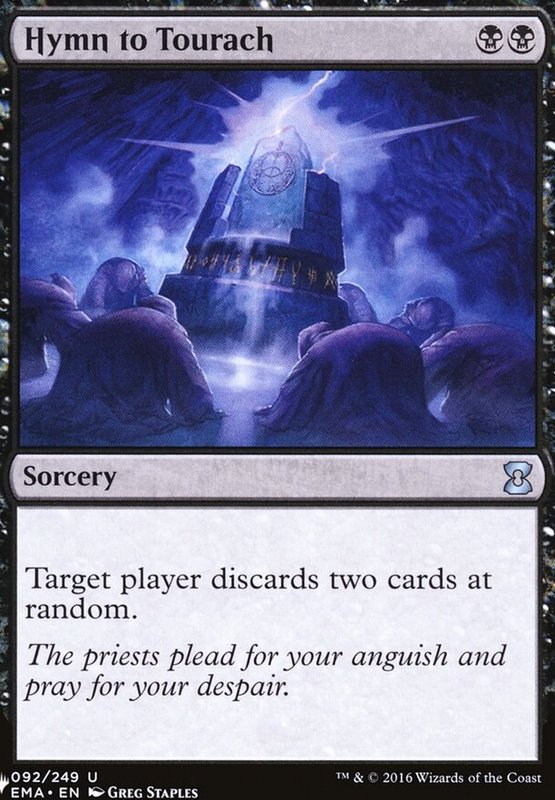 Hymn to Tourach
Sorcery
Target player discards two cards at
random.
The priests plead for your anguish and
pray for your despair.
092/249 U
EMA • EN Greg Staples
™ & © 2016 Wizards of the Coast